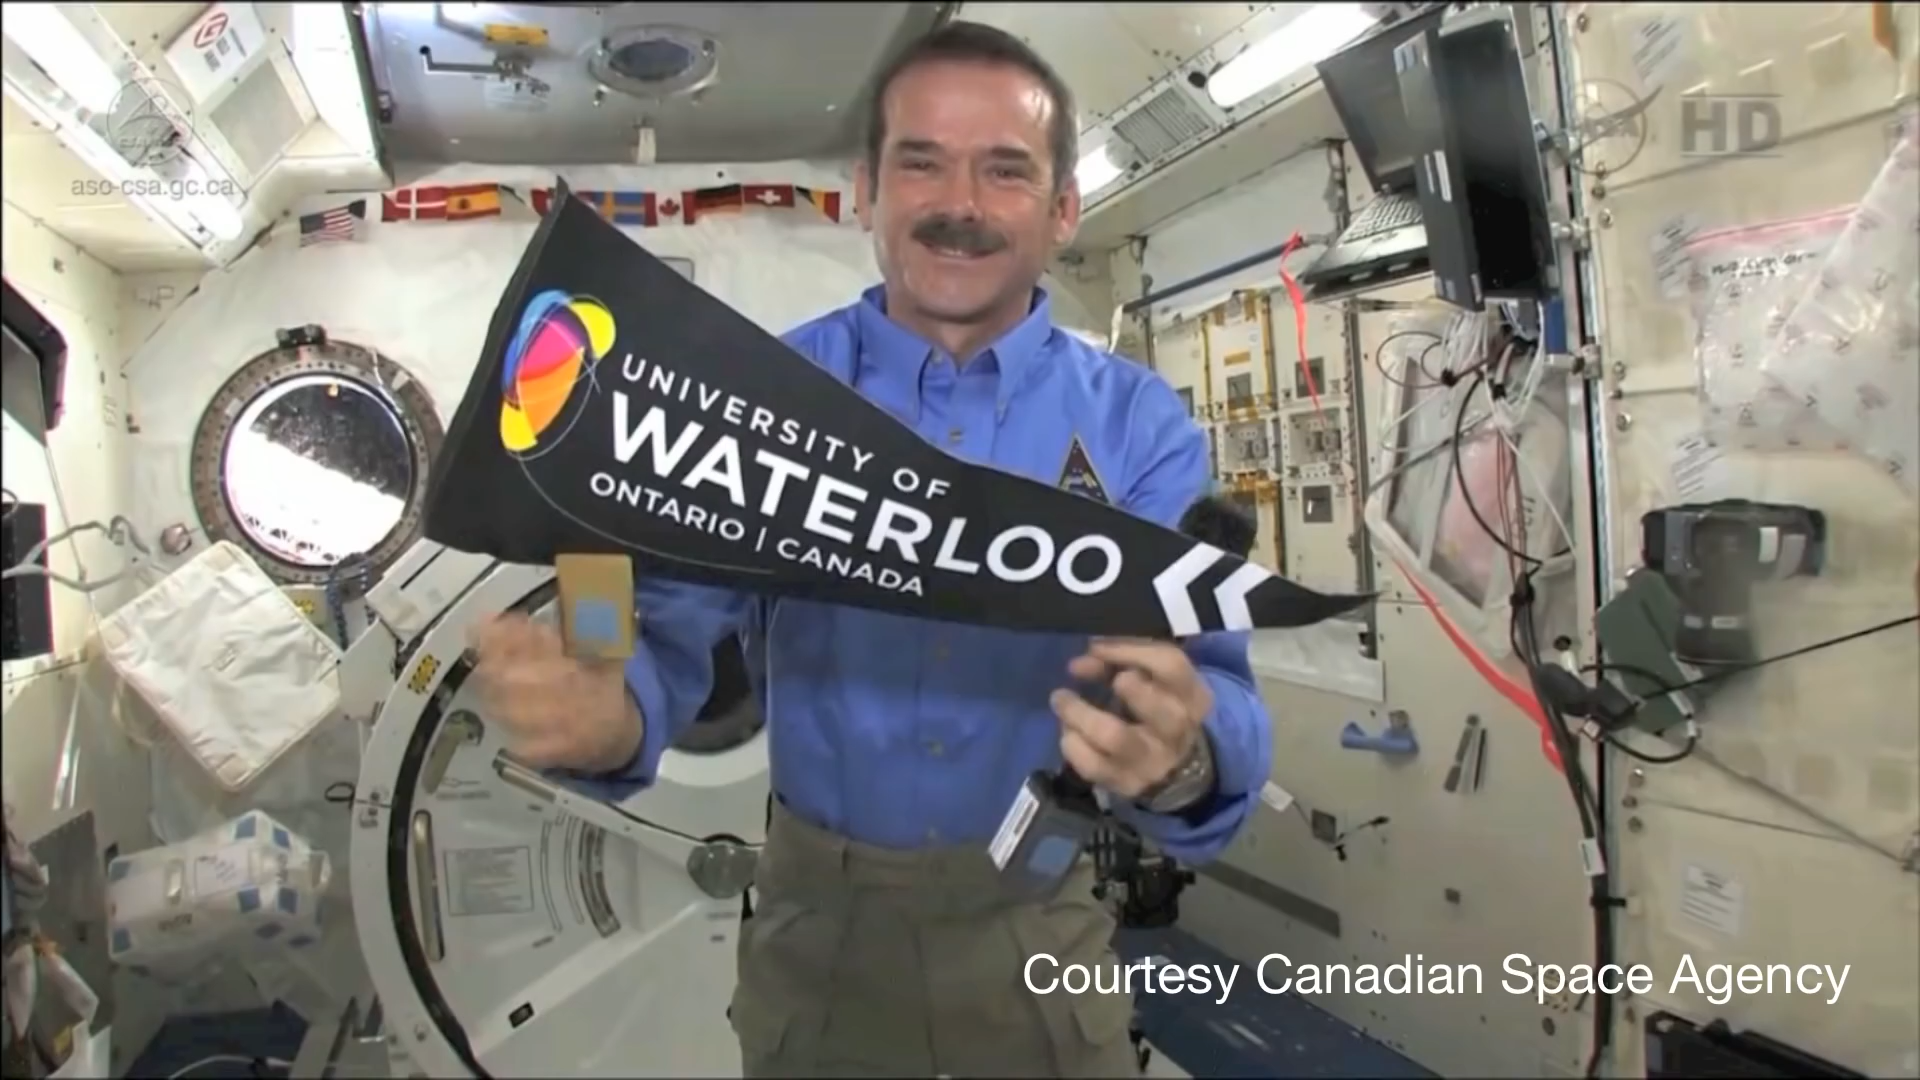 asc-csa.gc.ca
HD
UNIVERSITY OF
WATERLOO
ONTARIO | CANADA
Courtesy Canadian Space Agency